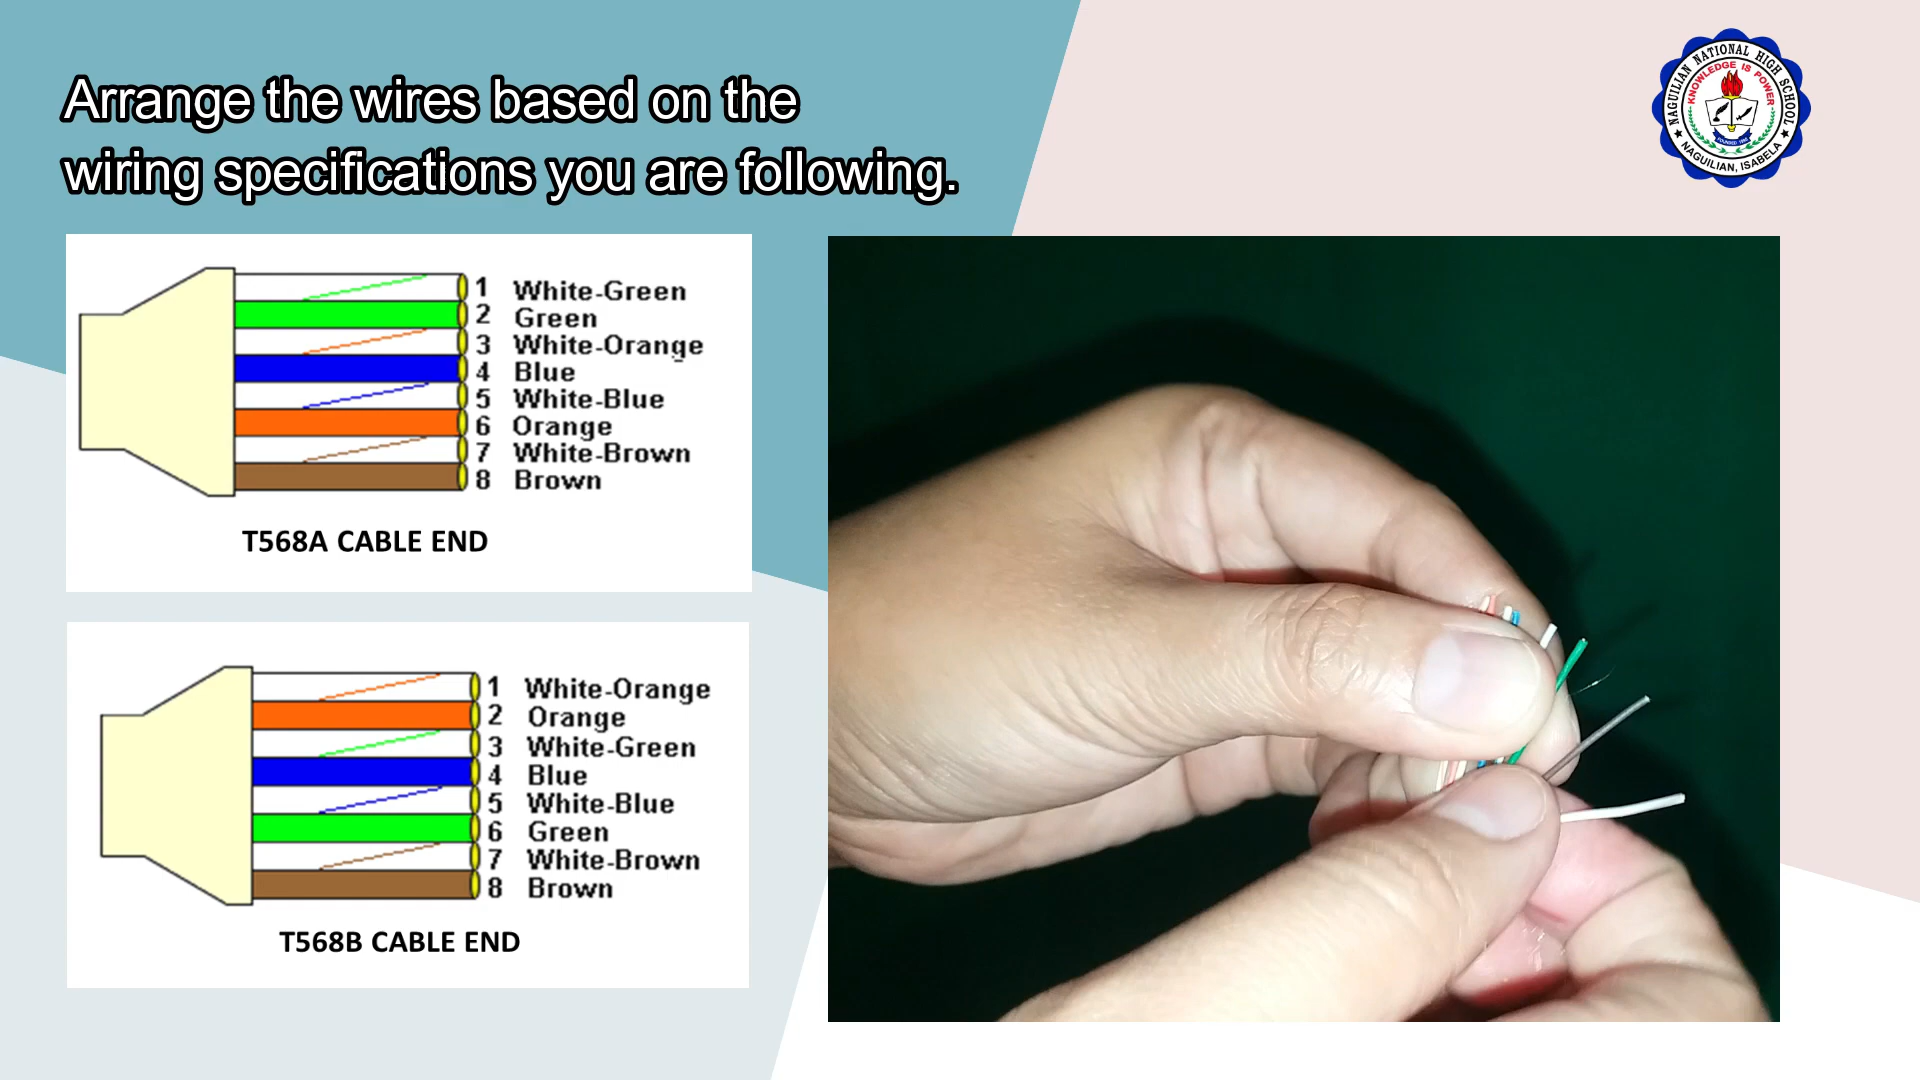 Arrange the wires based on the
wiring specifications you are following.
NAGUILIAN NATIONAL HIGH SCHOOL
KNOWLEDGE IS POWER
NAGUILIAN, ISABELA
1 White-Green
2 Green
3 White-Orange
4 Blue
5 White-Blue
6 Orange
7 White-Brown
8 Brown
T568A CABLE END
1 White-Orange
2 Orange
3 White-Green
4 Blue
5 White-Blue
6 Green
7 White-Brown
8 Brown
T568B CABLE END